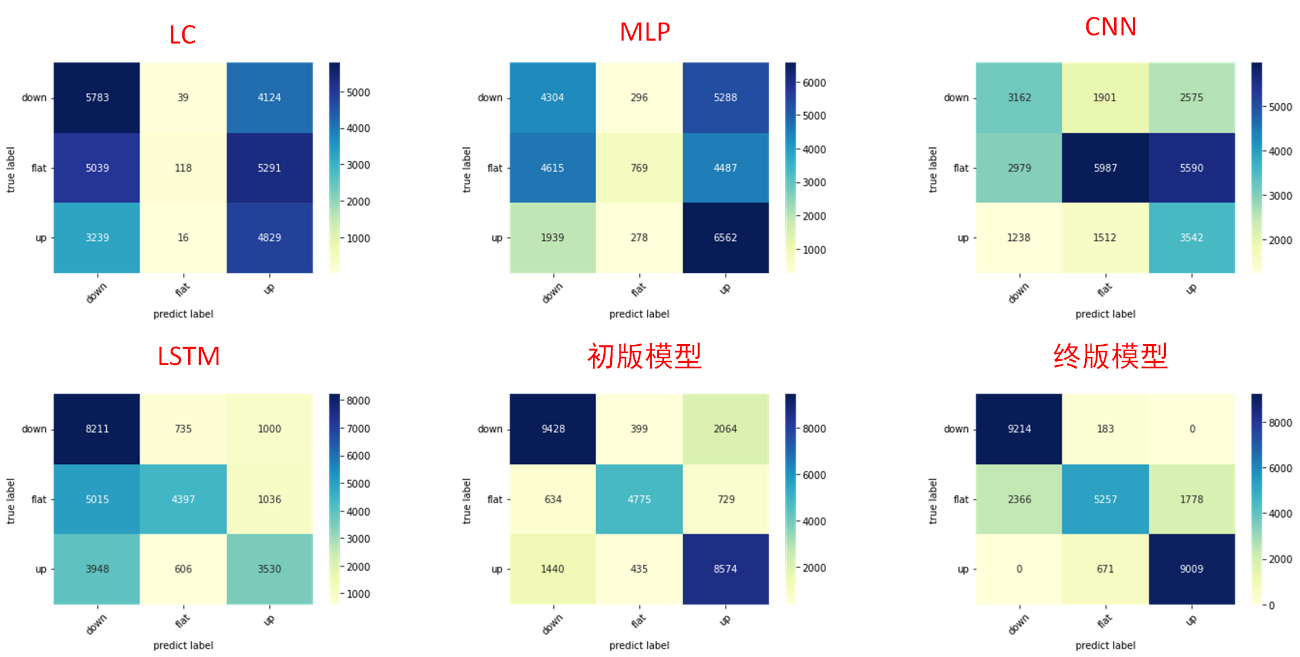 LC
down
5783
39
4124
flat
5039
118
5291
up
3239
16
4829
5000
4000
3000
2000
1000
true label
down
flat
up
predict label
MLP
down
4304
296
5288
flat
4615
769
4487
up
1939
278
6562
6000
5000
4000
3000
2000
1000
true label
down
flat
up
predict label
CNN
down
3162
1901
2575
flat
2979
5987
5590
up
1238
1512
3542
5000
4000
3000
2000
true label
down
flat
up
predict label
LSTM
down
8211
735
1000
flat
5015
4397
1036
up
3948
606
3530
8000
7000
6000
5000
4000
3000
2000
1000
true label
down
flat
up
predict label
初版模型
down
9428
399
2064
flat
634
4775
729
up
1440
435
8574
8000
6000
4000
2000
true label
down
flat
up
predict label
终版模型
down
9214
183
0
flat
2366
5257
1778
up
0
671
9009
8000
6000
4000
2000
0
true label
down
flat
up
predict label